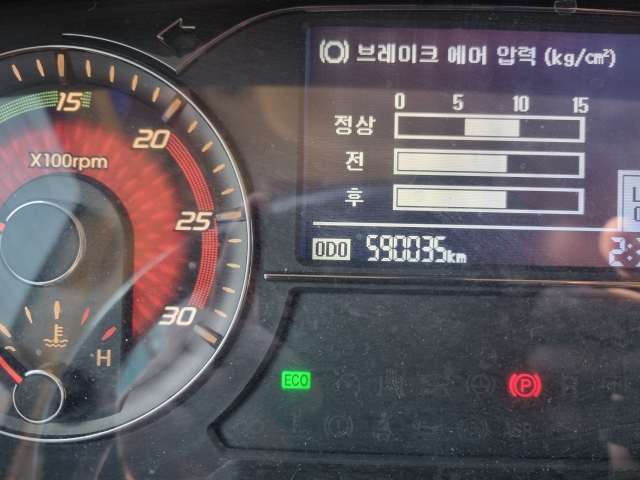 브레이크 에어 압력 (kg/㎠)
0 5 10 15
정상
전
후
ODO 590035km
15
20
X100rpm
25
30
H
ECO
P